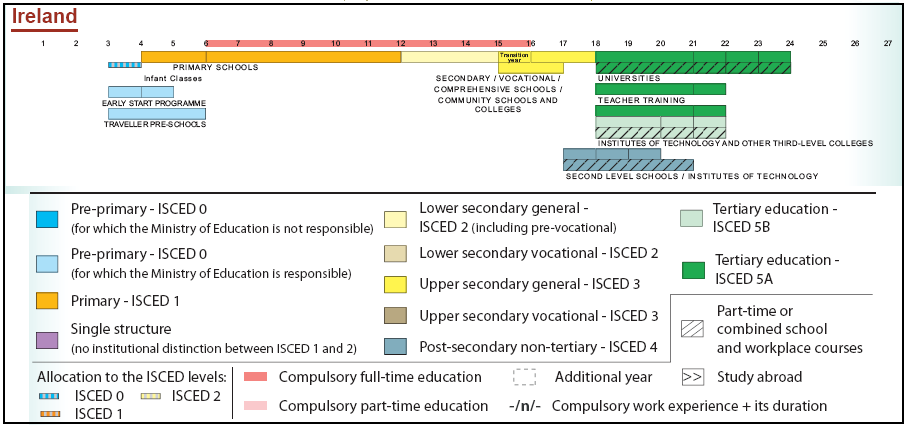 Ireland
1 2 3 4 5 6 7 8 9 10 11 12 13 14 15 16 17 18 19 20 21 22 23 24 25 26 27
Transition
year
PRIMARY SCHOOLS
Infant Classes
EARLY START PROGRAMME
TRAVELLER PRE-SCHOOLS
SECONDARY / VOCATIONAL /
COMPREHENSIVE SCHOOLS /
COMMUNITY SCHOOLS AND
COLLEGES
UNIVERSITIES
TEACHER TRAINING
INSTITUTES OF TECHNOLOGY AND OTHER THIRD-LEVEL COLLEGES
SECOND LEVEL SCHOOLS / INSTITUTES OF TECHNOLOGY
Pre-primary - ISCED 0
(for which the Ministry of Education is not responsible)
Pre-primary - ISCED 0
(for which the Ministry of Education is responsible)
Primary - ISCED 1
Single structure
(no institutional distinction between ISCED 1 and 2)
Lower secondary general -
ISCED 2 (including pre-vocational)
Lower secondary vocational - ISCED 2
Upper secondary general - ISCED 3
Upper secondary vocational - ISCED 3
Post-secondary non-tertiary - ISCED 4
Tertiary education -
ISCED 5B
Tertiary education -
ISCED 5A
Part-time or
combined school
and workplace courses
Allocation to the ISCED levels:
ISCED 0 ISCED 2
ISCED 1
Compulsory full-time education
Compulsory part-time education
Additional year
-/n/- Compulsory work experience + its duration
>> Study abroad